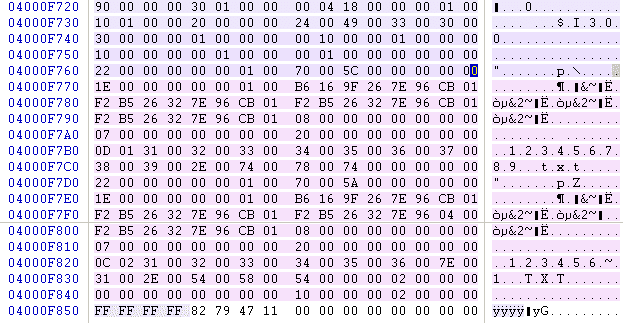 04000F720 90 00 00 00 30 01 00 00 00 04 18 00 00 00 01 00 ▮...0...........
04000F730 10 01 00 00 20 00 00 00 24 00 49 00 33 00 30 00 .... ...$.I.3.0.
04000F740 30 00 00 00 01 00 00 00 00 10 00 00 01 00 00 00 0...............
04000F750 10 00 00 00 01 00 00 00 00 01 00 00 00 00 00 00 ................
04000F760 22 00 00 00 00 00 01 00 70 00 5C 00 00 00 00 00 ".......p.\.....
04000F770 1E 00 00 00 00 00 01 00 B6 16 9F 26 7E 96 CB 01 ........¶.▮&~▮Ë.
04000F780 F2 B5 26 32 7E 96 CB 01 F2 B5 26 32 7E 96 CB 01 òµ&2~▮Ë.òµ&2~▮Ë.
04000F790 F2 B5 26 32 7E 96 CB 01 08 00 00 00 00 00 00 00 òµ&2~▮Ë.........
04000F7A0 07 00 00 00 00 00 00 00 20 00 00 00 00 00 00 00 ........ .......
04000F7B0 0D 01 31 00 32 00 33 00 34 00 35 00 36 00 37 00 ..1.2.3.4.5.6.7.
04000F7C0 38 00 39 00 2E 00 74 00 78 00 74 00 00 00 00 00 8.9...t.x.t.....
04000F7D0 22 00 00 00 00 00 01 00 70 00 5A 00 00 00 00 00 ".......p.Z.....
04000F7E0 1E 00 00 00 00 00 01 00 B6 16 9F 26 7E 96 CB 01 ........¶.▮&~▮Ë.
04000F7F0 F2 B5 26 32 7E 96 CB 01 F2 B5 26 32 7E 96 04 00 òµ&2~▮Ë.òµ&2~▮..
04000F800 F2 B5 26 32 7E 96 CB 01 08 00 00 00 00 00 00 00 òµ&2~▮Ë.........
04000F810 07 00 00 00 00 00 00 00 20 00 00 00 00 00 00 00 ........ .......
04000F820 0C 02 31 00 32 00 33 00 34 00 35 00 36 00 7E 00 ..1.2.3.4.5.6.~.
04000F830 31 00 2E 00 54 00 58 00 54 00 00 00 02 00 00 00 1...T.X.T.......
04000F840 00 00 00 00 00 00 00 00 10 00 00 00 02 00 00 00 ................
04000F850 FF FF FF FF 82 79 47 11 00 00 00 00 00 00 00 00 ÿÿÿÿ▮yG.........